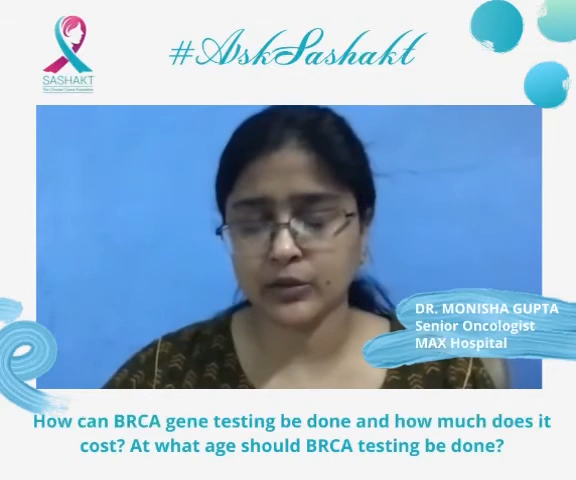 #AskSashakt
SASHAKT
DR. MONISHA GUPTA
Senior Oncologist
MAX Hospital
How can BRCA gene testing be done and how much does it
cost? At what age should BRCA testing be done?